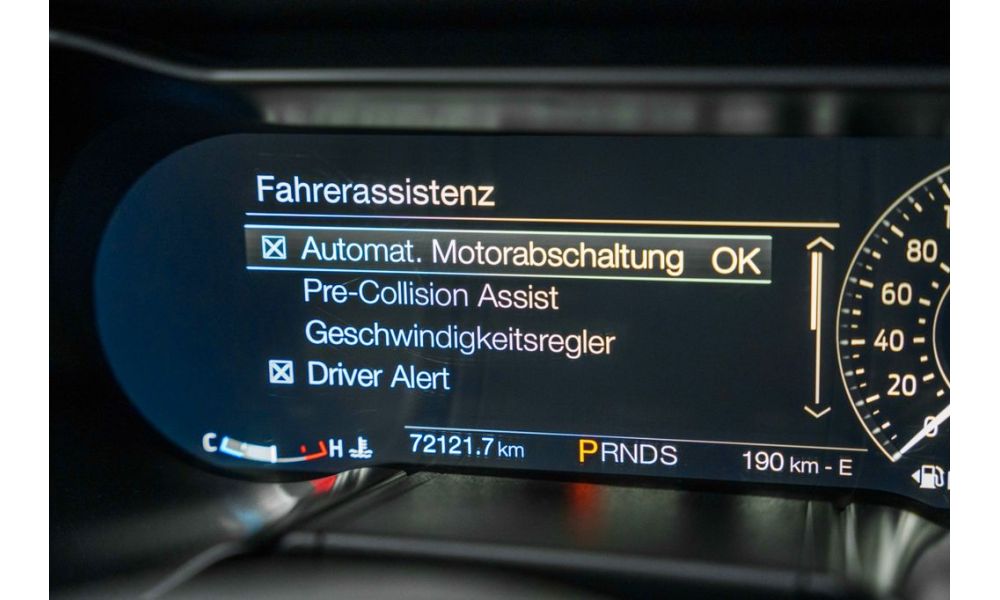 Fahrerassistenz
Automat. Motorabschaltung OK
Pre-Collision Assist
Geschwindigkeitsregler
Driver Alert
80
60
40
20
0
C H 72121.7 km PRNDS 190 km - E